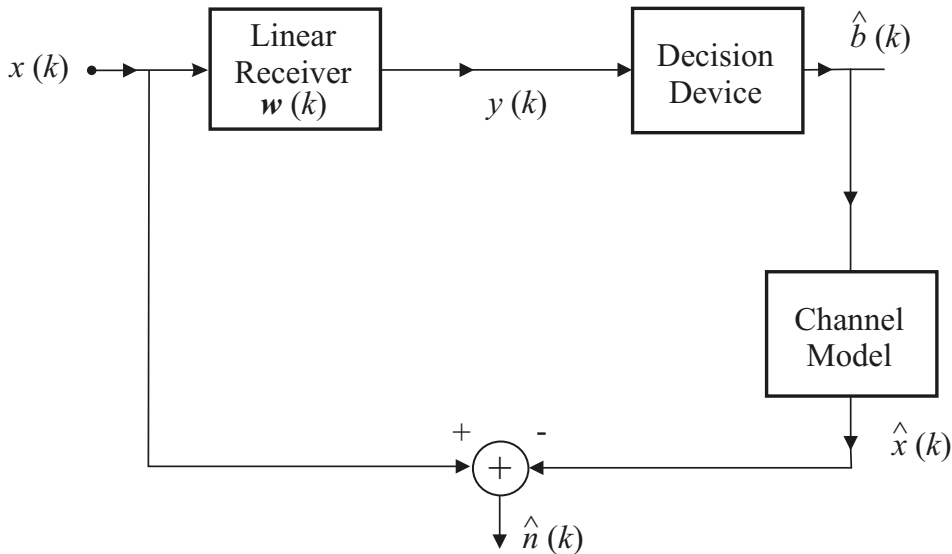 x (k)
Linear
Receiver
w (k)
y (k)
Decision
Device
b̂ (k)
Channel
Model
x̂ (k)
+
-
+
n̂ (k)